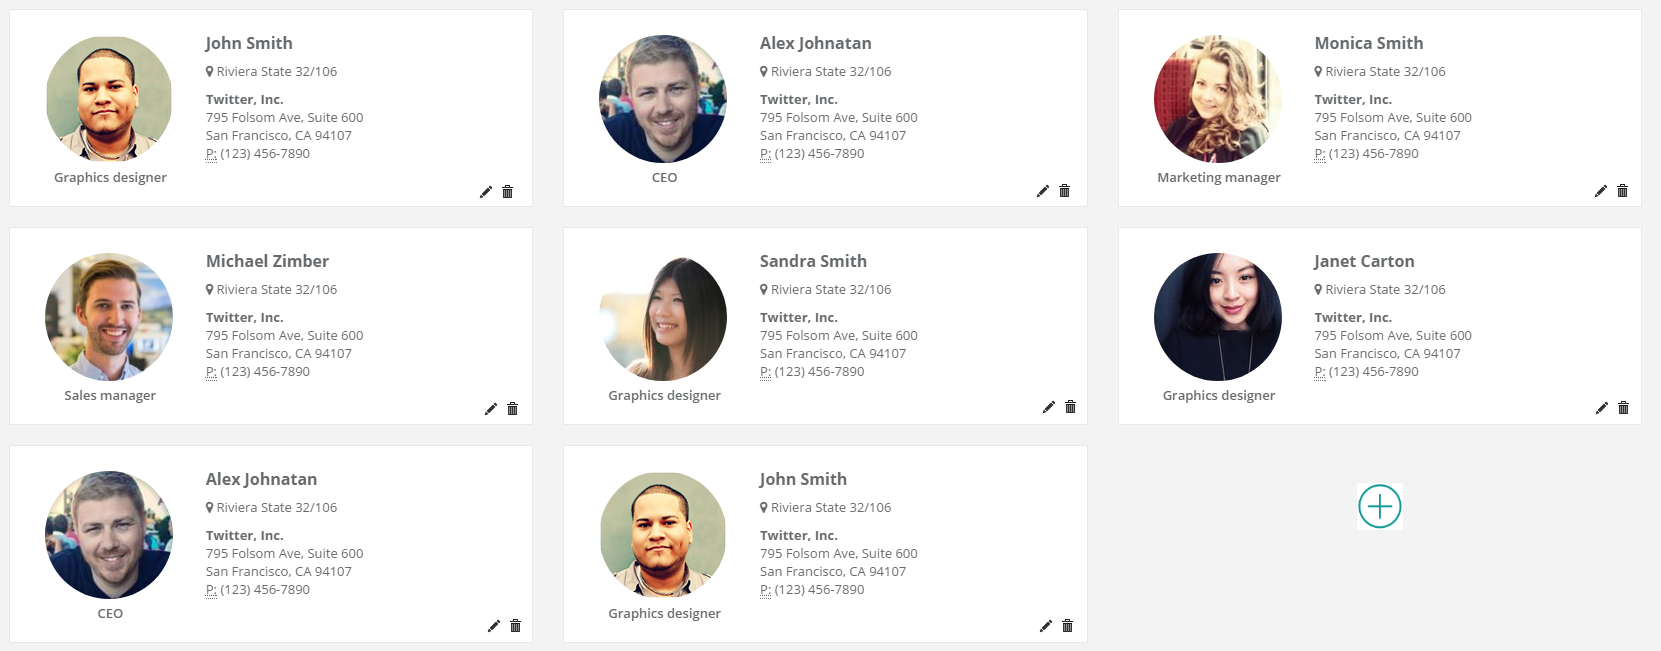 John Smith
Riviera State 32/106
Twitter, Inc.
795 Folsom Ave, Suite 600
San Francisco, CA 94107
P: (123) 456-7890
Graphics designer
Alex Johnatan
Riviera State 32/106
Twitter, Inc.
795 Folsom Ave, Suite 600
San Francisco, CA 94107
P: (123) 456-7890
CEO
Monica Smith
Riviera State 32/106
Twitter, Inc.
795 Folsom Ave, Suite 600
San Francisco, CA 94107
P: (123) 456-7890
Marketing manager
Michael Zimber
Riviera State 32/106
Twitter, Inc.
795 Folsom Ave, Suite 600
San Francisco, CA 94107
P: (123) 456-7890
Sales manager
Sandra Smith
Riviera State 32/106
Twitter, Inc.
795 Folsom Ave, Suite 600
San Francisco, CA 94107
P: (123) 456-7890
Graphics designer
Janet Carton
Riviera State 32/106
Twitter, Inc.
795 Folsom Ave, Suite 600
San Francisco, CA 94107
P: (123) 456-7890
Graphics designer
Alex Johnatan
Riviera State 32/106
Twitter, Inc.
795 Folsom Ave, Suite 600
San Francisco, CA 94107
P: (123) 456-7890
CEO
John Smith
Riviera State 32/106
Twitter, Inc.
795 Folsom Ave, Suite 600
San Francisco, CA 94107
P: (123) 456-7890
Graphics designer